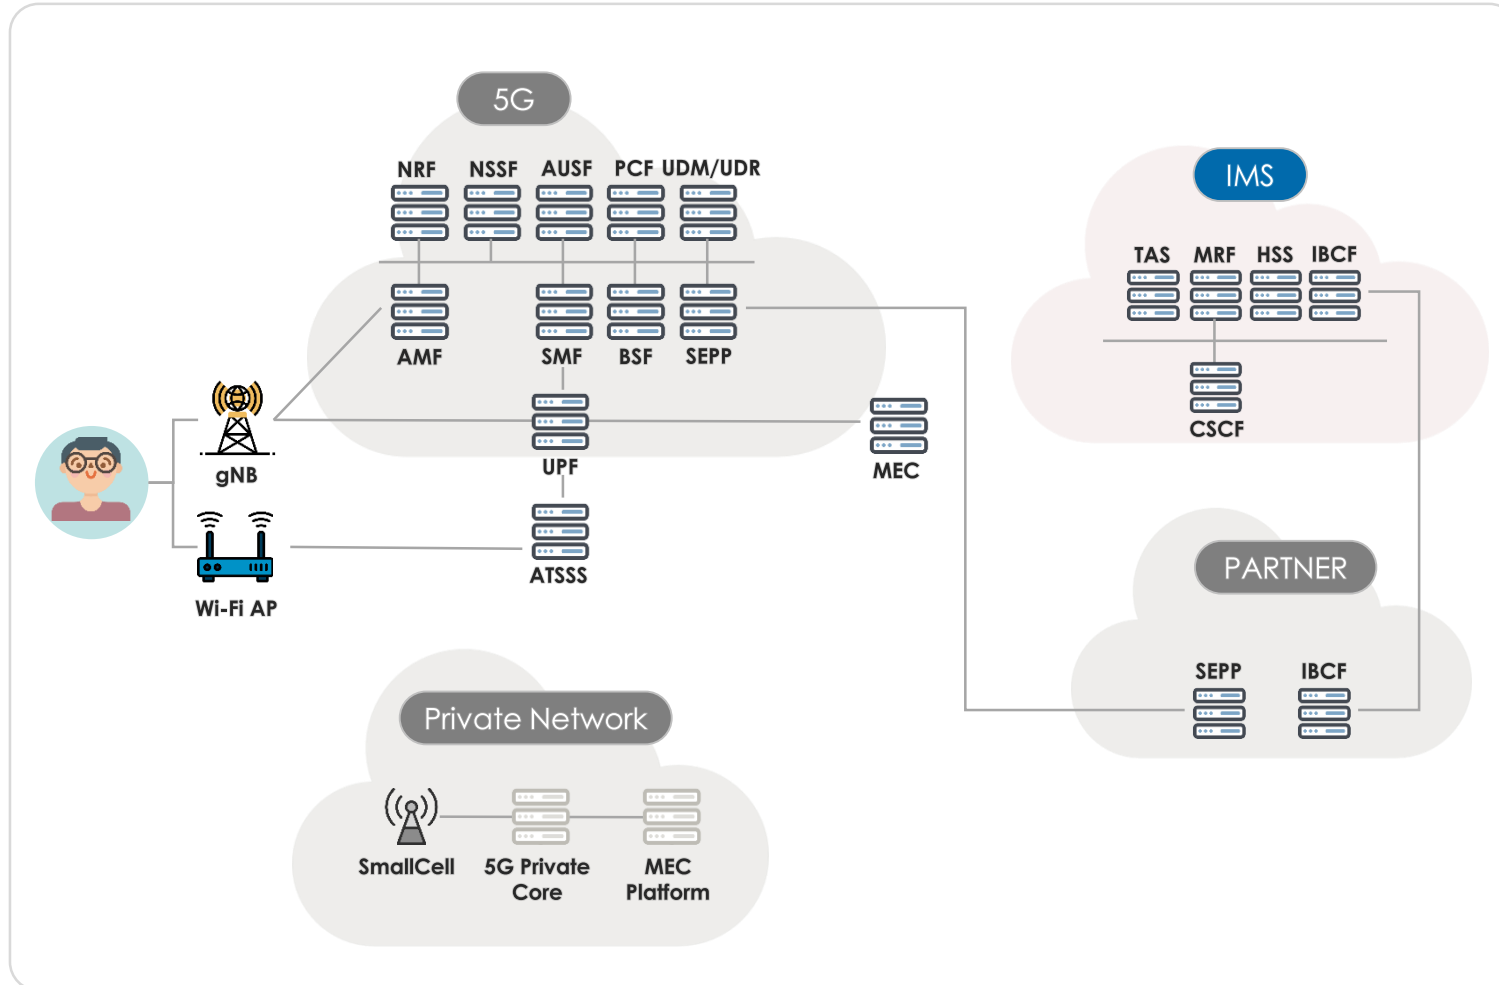 5G
NRF NSSF AUSF PCF UDM/UDR
AMF SMF BSF SEPP
UPF
ATSSS
gNB
Wi-Fi AP
MEC
IMS
TAS MRF HSS IBCF
CSCF
PARTNER
SEPP IBCF
Private Network
SmallCell
5G Private
Core
MEC
Platform